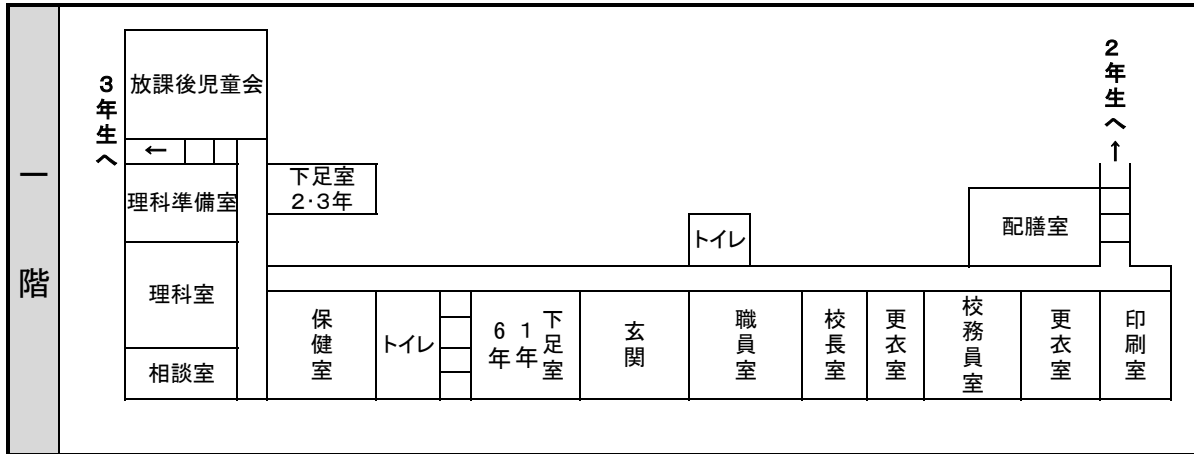 一階
放課後児童会
3年生へ
←
2年生へ
↑
理科準備室
下足室
2・3年
トイレ
配膳室
理科室
相談室
保健室
トイレ
下足室
1年
6年
玄関
職員室
校長室
更衣室
校務員室
更衣室
印刷室